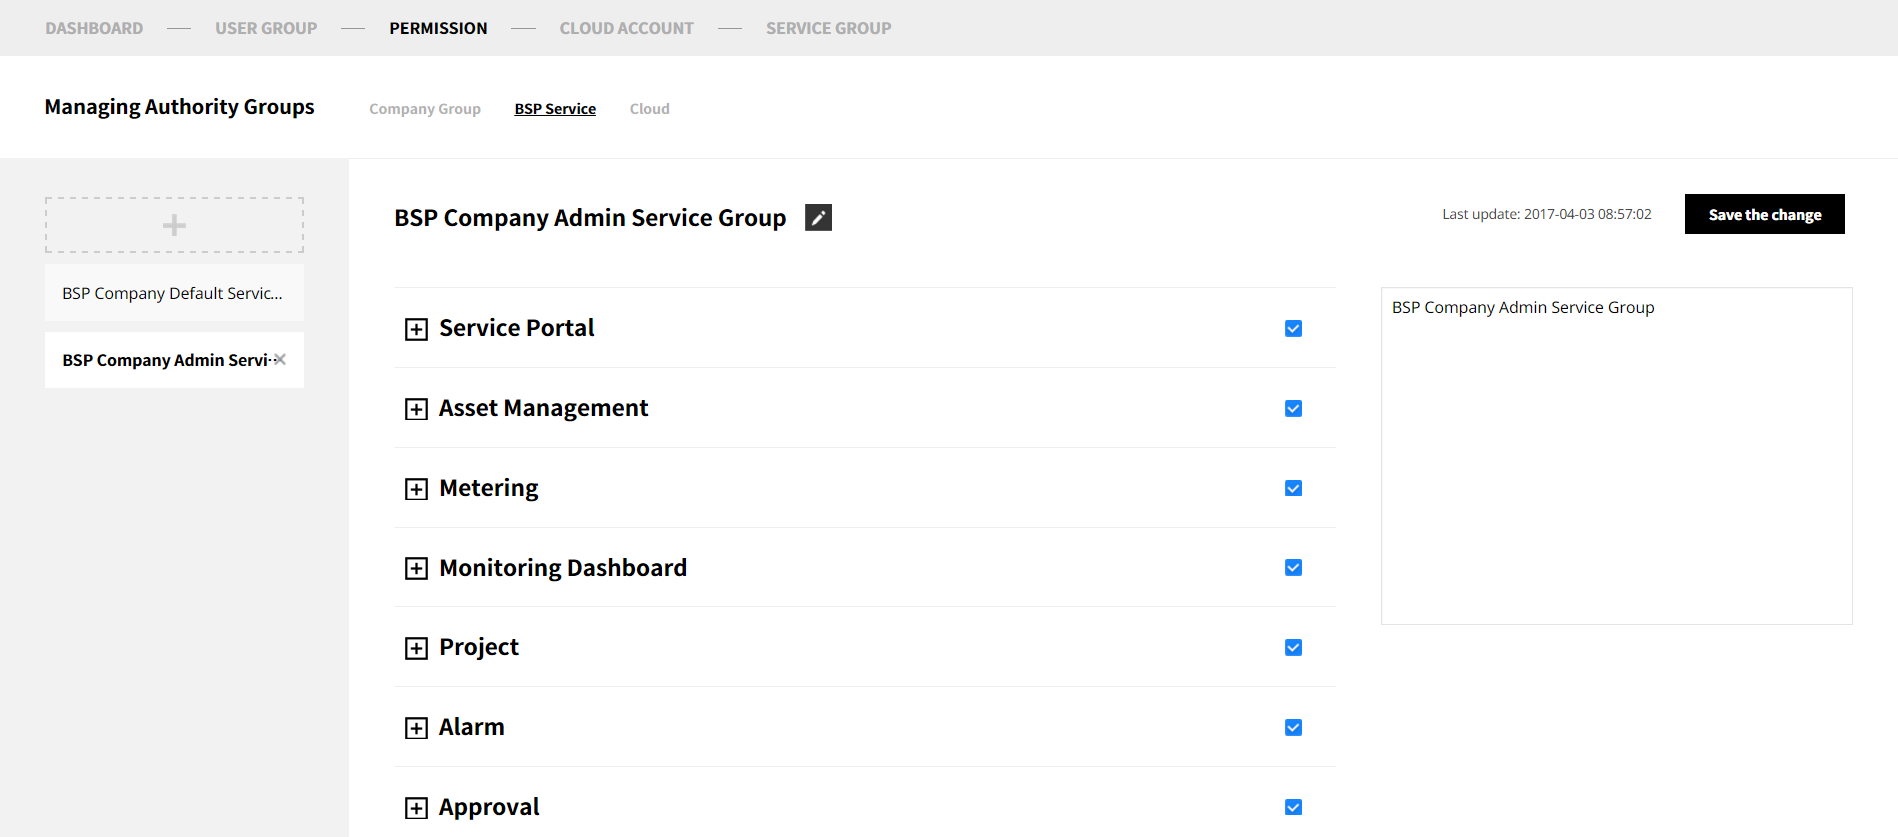 DASHBOARD — USER GROUP — PERMISSION — CLOUD ACCOUNT — SERVICE GROUP
Managing Authority Groups Company Group BSP Service Cloud
BSP Company Default Servic...
BSP Company Admin Servi...
BSP Company Admin Service Group
Last update: 2017-04-03 08:57:02
Save the change
Service Portal
Asset Management
Metering
Monitoring Dashboard
Project
Alarm
Approval
BSP Company Admin Service Group